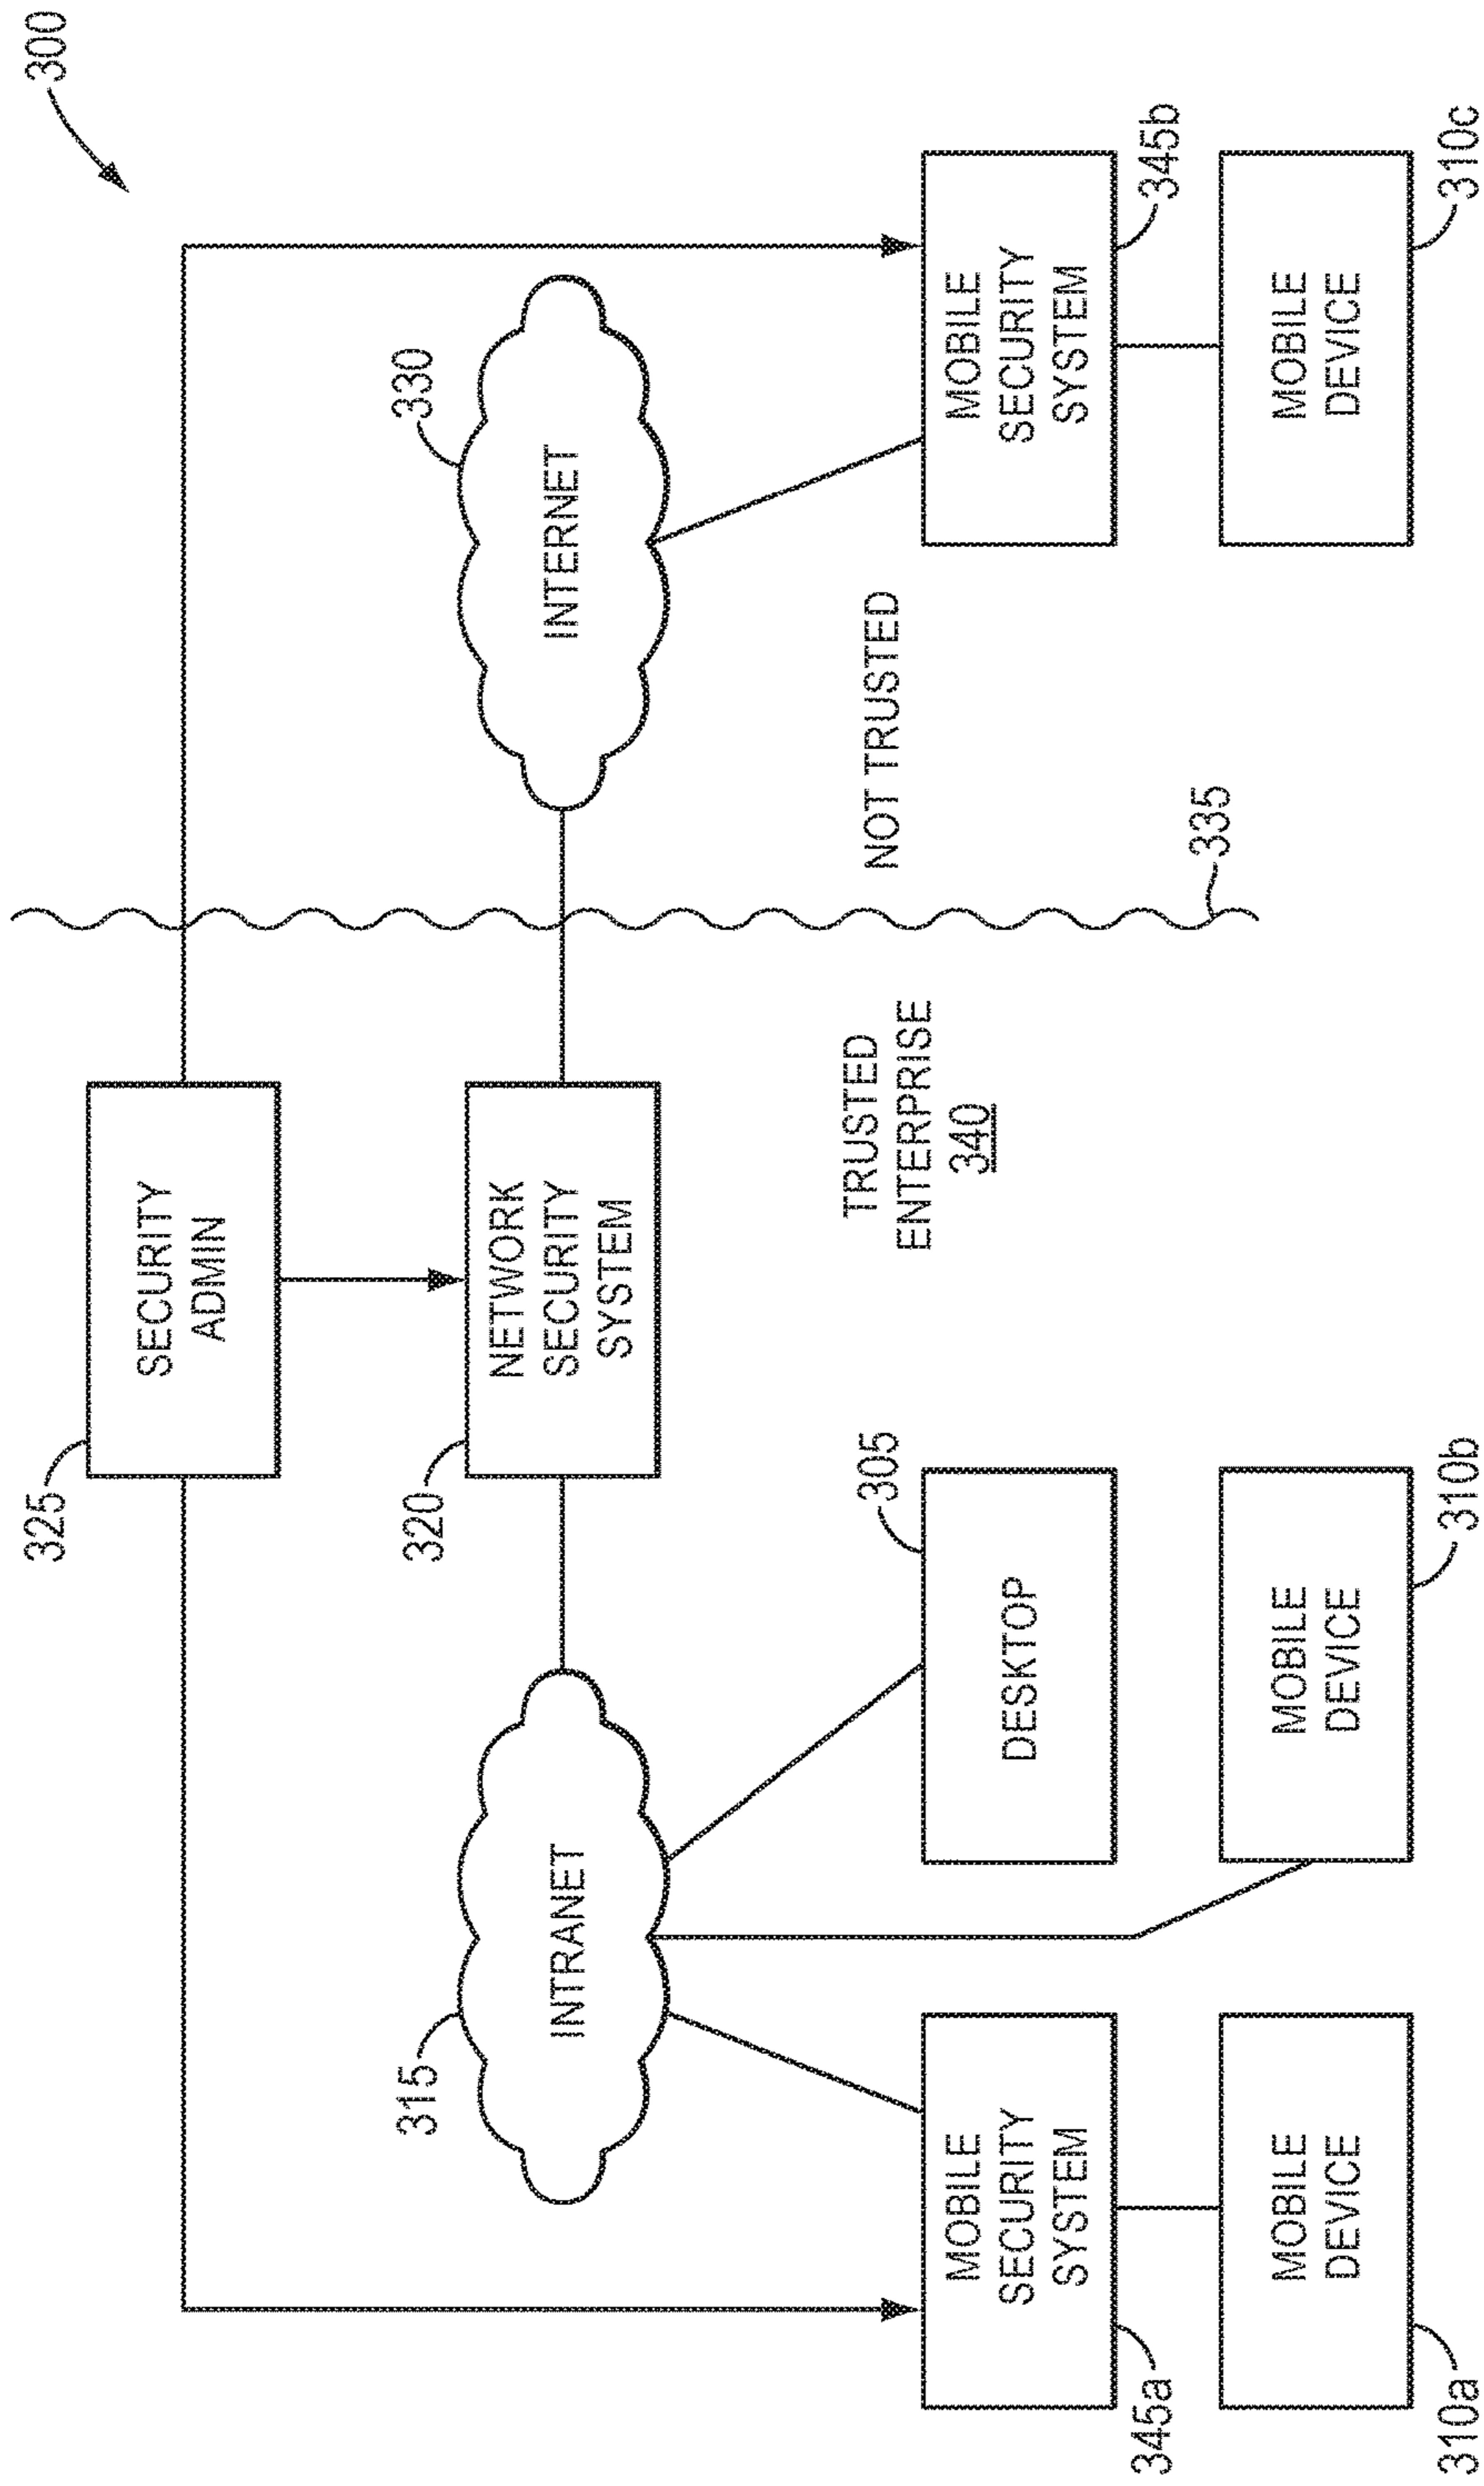 300
325
SECURITY
ADMIN
320
NETWORK
SECURITY
SYSTEM
315
INTRANET
330
INTERNET
TRUSTED
ENTERPRISE
340
NOT TRUSTED
335
MOBILE
SECURITY
SYSTEM
345a
DESKTOP
305
MOBILE
SECURITY
SYSTEM
345b
MOBILE
DEVICE
310a
MOBILE
DEVICE
310b
MOBILE
DEVICE
310c